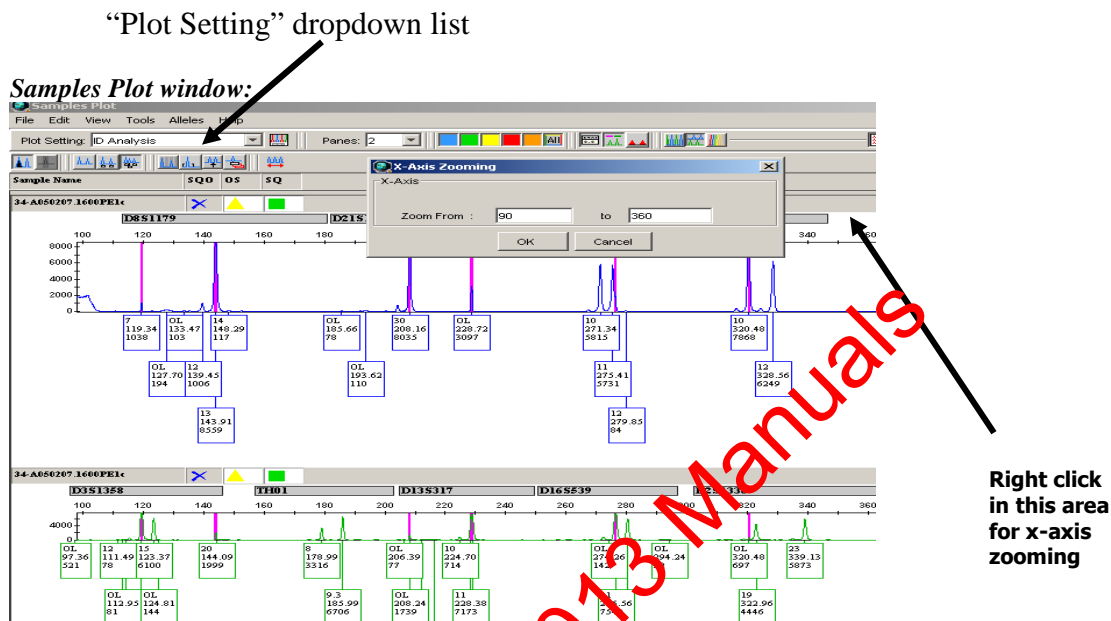 “Plot Setting” dropdown list
Samples Plot window:
Samples Plot
File Edit View Tools Alleles Help
Plot Setting: ID Analysis Panes: 2 All
X-Axis Zooming
X-Axis
Zoom From : 90 to 360
OK Cancel
Sample Name SQO OS SQ
34-A050207.1600PE1c
D8S1179
100 120 140 160 180 340
8000
6000
4000
2000
0
7 OL 14 OL 30 OL 10 10
119.34 133.47 148.29 185.66 208.16 228.72 271.34 320.48
1038 103 117 78 8035 3097 5815 7868
OL 12 OL 11 12
127.70 139.45 193.62 275.41 328.56
194 1006 110 5731 6249
13 12
143.91 279.85
8559 84
34-A050207.1600PE1c
D3S1358 TH01 D13S317 D16S539
100 120 140 160 180 200 220 240 260 280 300 320 340 360
4000
0
OL 12 15 20 8 OL 10 OL OL OL 23
97.36 111.49 123.37 144.09 178.99 206.39 224.70 320.48 339.13
521 78 6100 1999 3316 77 714 697 5873
OL OL 9.3 OL 11 19
112.95 124.81 185.99 208.24 228.38 322.96
81 144 6706 1739 7173 4446
Right click
in this area
for x-axis
zooming
2013 Manuals